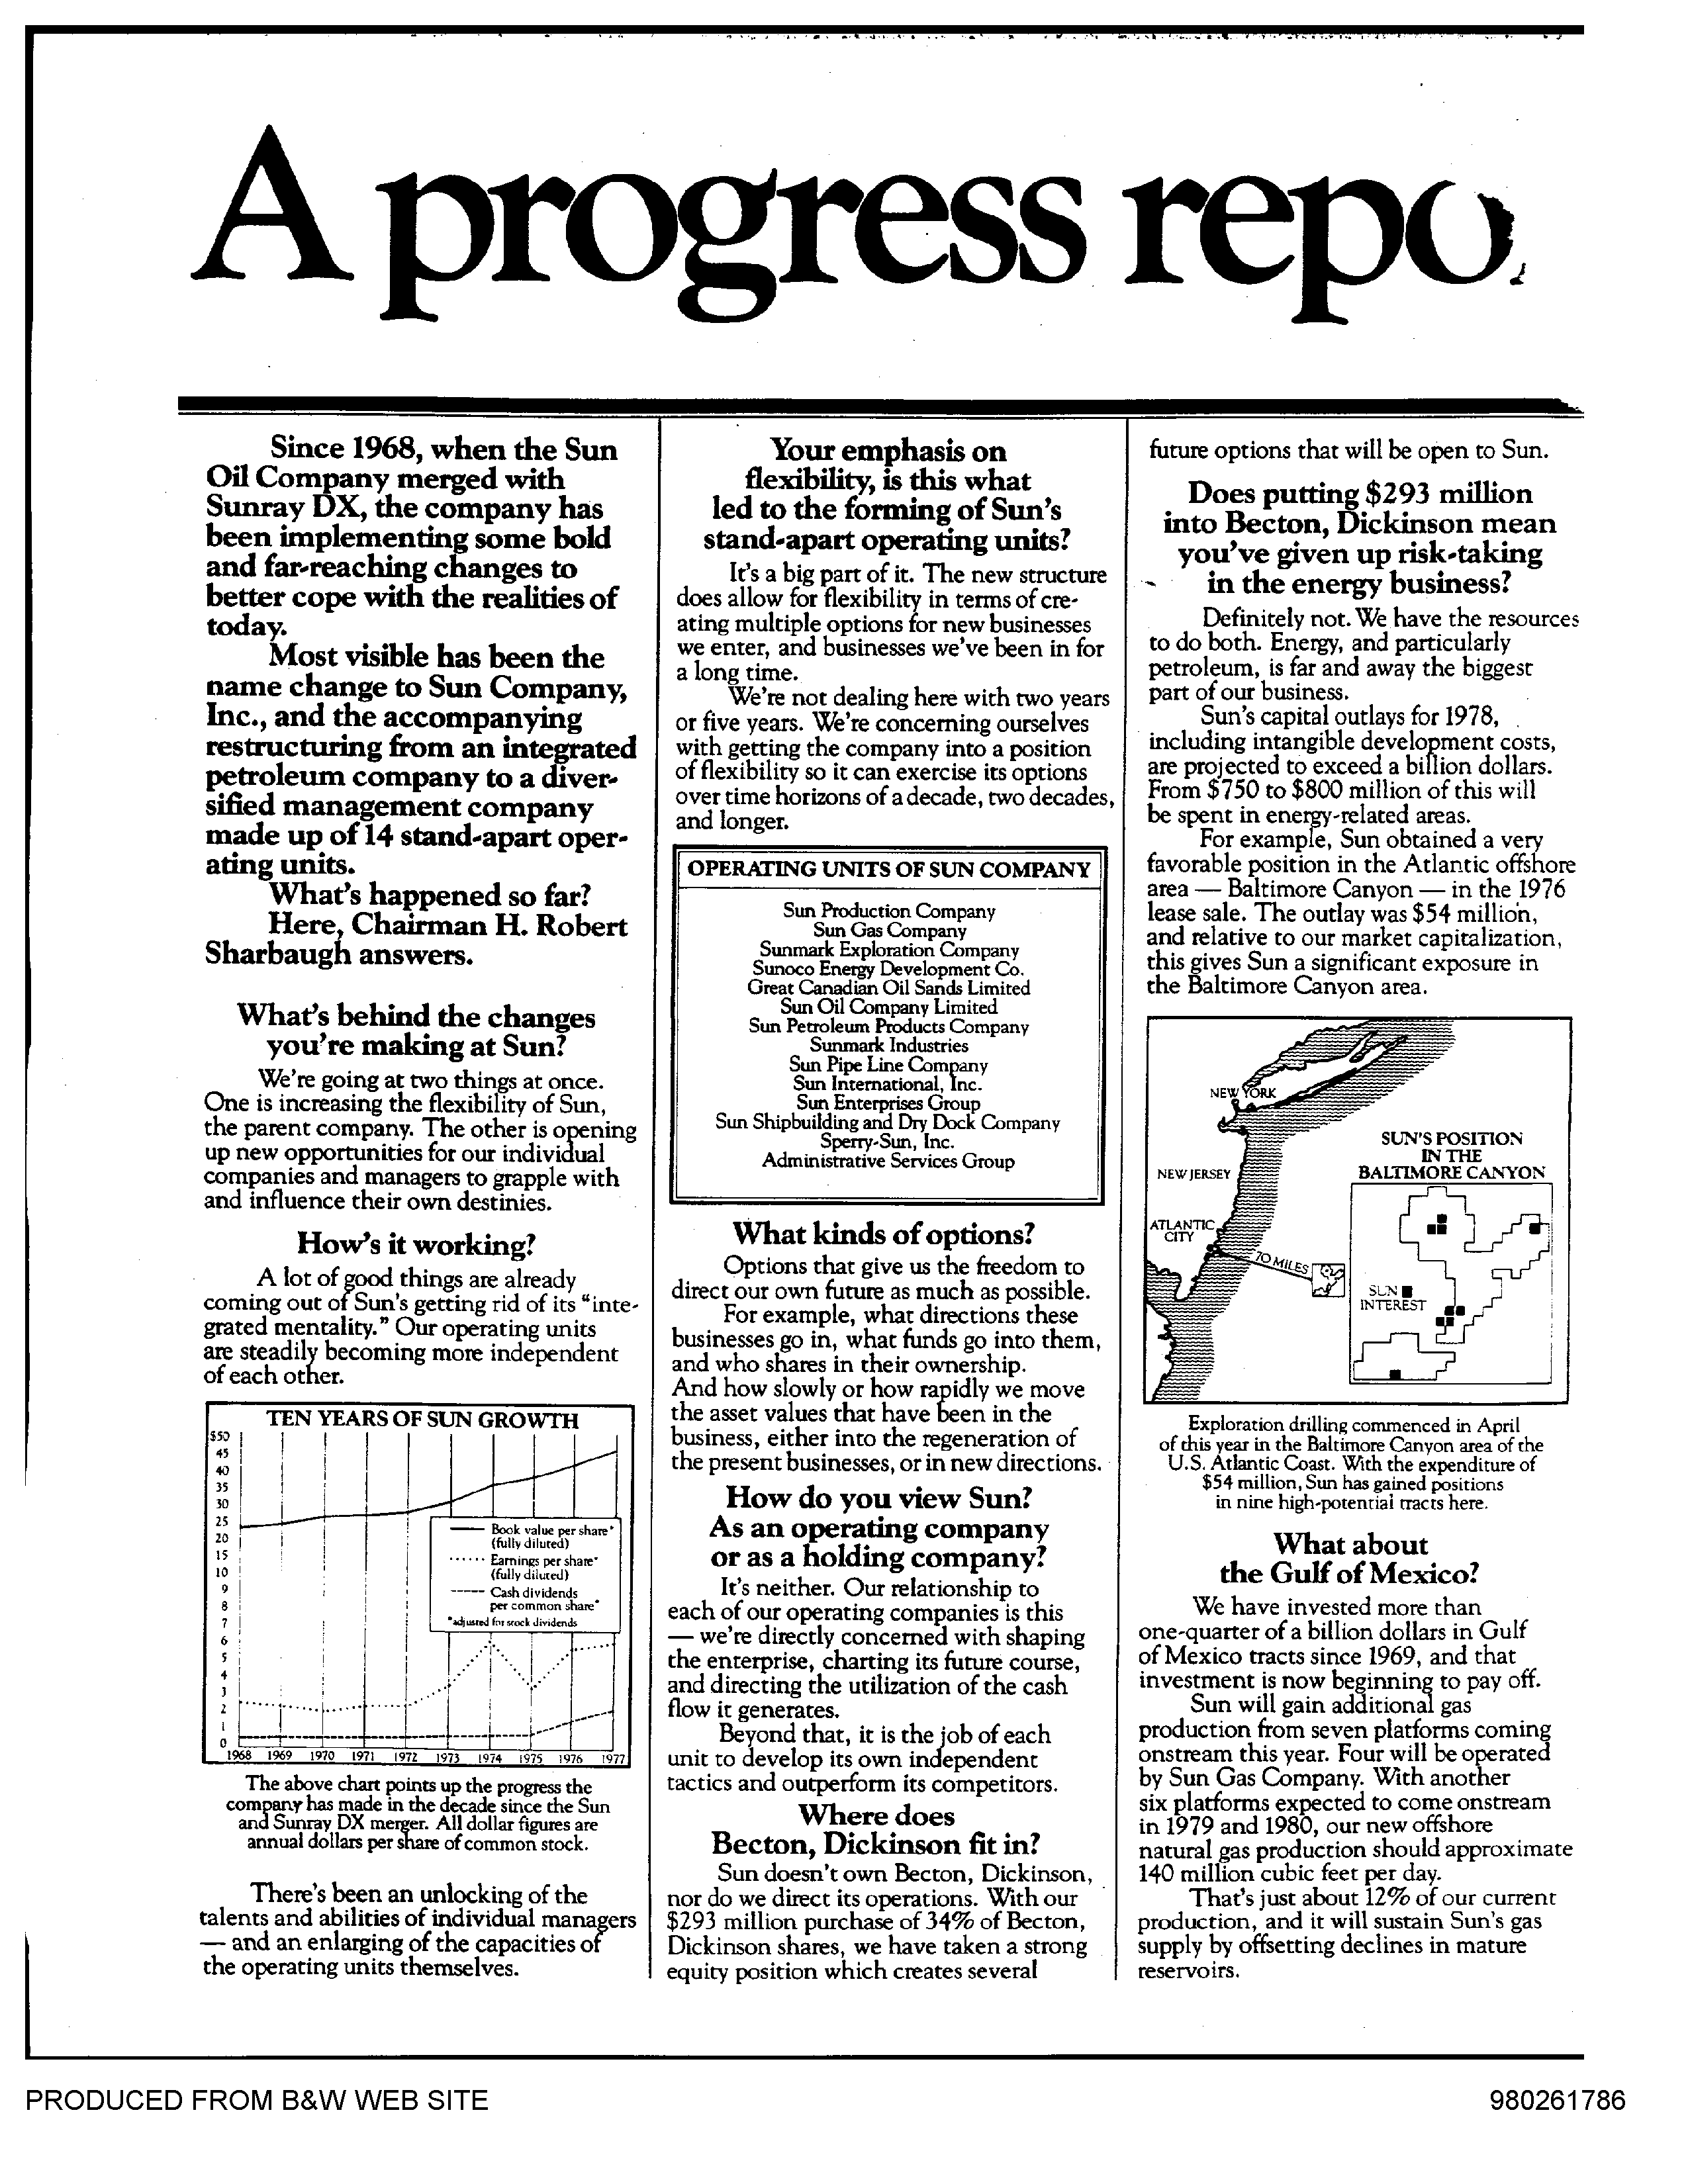 A progress repo
Since 1968, when the Sun
Oil Company merged with
Sunray DX, the company has
been implementing some bold
and far-reaching changes to
better cope with the realities of
today.
Most visible has been the
name change to Sun Company,
Inc., and the accompanying
restructuring from an integrated
petroleum company to a diver-
sified management company
made up of 14 stand-apart oper-
ating units.
What's happened so far?
Here, Chairman H. Robert
Sharbaugh answers.
What's behind the changes
you're making at Sun?
We're going at two things at once.
One is increasing the flexibility of Sun,
the parent company. The other is opening
up new opportunities for our individual
companies and managers to grapple with
and influence their own destinies.
How's it working?
A lot of good things are already
coming out of Sun's getting rid of its "inte-
grated mentality." Our operating units
are steadily becoming more independent
of each other.
TEN YEARS OF SUN GROWTH
$50
45
40
35
30
25
20
15
10
9
8
7
6
5
4
3
2
1
0
Book value per share*
(fully diluted)
Earnings per share*
(fully diluted)
Cash dividends
per common share*
*adjusted for stock dividends
1968 1969 1970 1971 1972 1973 1974 1975 1976 1977
The above chart points up the progress the
company has made in the decade since the Sun
and Sunray DX merger. All dollar figures are
annual dollars per share of common stock.
There's been an unlocking of the
talents and abilities of individual managers
— and an enlarging of the capacities of
the operating units themselves.
Your emphasis on
flexibility, is this what
led to the forming of Sun's
stand-apart operating units?
It's a big part of it. The new structure
does allow for flexibility in terms of cre-
ating multiple options for new businesses
we enter, and businesses we've been in for
a long time.
We're not dealing here with two years
or five years. We're concerning ourselves
with getting the company into a position
of flexibility so it can exercise its options
over time horizons of a decade, two decades,
and longer.
OPERATING UNITS OF SUN COMPANY
Sun Production Company
Sun Gas Company
Sunmark Exploration Company
Sunoco Energy Development Co.
Great Canadian Oil Sands Limited
Sun Oil Company Limited
Sun Petroleum Products Company
Sunmark Industries
Sun Pipe Line Company
Sun International, Inc.
Sun Enterprises Group
Sun Shipbuilding and Dry Dock Company
Sperry-Sun, Inc.
Administrative Services Group
What kinds of options?
Options that give us the freedom to
direct our own future as much as possible.
For example, what directions these
businesses go in, what funds go into them,
and who shares in their ownership.
And how slowly or how rapidly we move
the asset values that have been in the
business, either into the regeneration of
the present businesses, or in new directions.
How do you view Sun?
As an operating company
or as a holding company?
It's neither. Our relationship to
each of our operating companies is this
— we're directly concerned with shaping
the enterprise, charting its future course,
and directing the utilization of the cash
flow it generates.
Beyond that, it is the job of each
unit to develop its own independent
tactics and outperform its competitors.
Where does
Becton, Dickinson fit in?
Sun doesn't own Becton, Dickinson,
nor do we direct its operations. With our
$293 million purchase of 34% of Becton,
Dickinson shares, we have taken a strong
equity position which creates several
future options that will be open to Sun.
Does putting $293 million
into Becton, Dickinson mean
you've given up risk-taking
in the energy business?
Definitely not. We have the resources
to do both. Energy, and particularly
petroleum, is far and away the biggest
part of our business.
Sun's capital outlays for 1978,
including intangible development costs,
are projected to exceed a billion dollars.
From $750 to $800 million of this will
be spent in energy-related areas.
For example, Sun obtained a very
favorable position in the Atlantic offshore
area — Baltimore Canyon — in the 1976
lease sale. The outlay was $54 million,
and relative to our market capitalization,
this gives Sun a significant exposure in
the Baltimore Canyon area.
NEW YORK
NEW JERSEY
ATLANTIC
CITY
70 MILES
SUN'S POSITION
IN THE
BALTIMORE CANYON
SUN
INTEREST
Exploration drilling commenced in April
of this year in the Baltimore Canyon area of the
U.S. Atlantic Coast. With the expenditure of
$54 million, Sun has gained positions
in nine high-potential tracts here.
What about
the Gulf of Mexico?
We have invested more than
one-quarter of a billion dollars in Gulf
of Mexico tracts since 1969, and that
investment is now beginning to pay off.
Sun will gain additional gas
production from seven platforms coming
onstream this year. Four will be operated
by Sun Gas Company. With another
six platforms expected to come onstream
in 1979 and 1980, our new offshore
natural gas production should approximate
140 million cubic feet per day.
That's just about 12% of our current
production, and it will sustain Sun's gas
supply by offsetting declines in mature
reservoirs.
PRODUCED FROM B&W WEB SITE
980261786